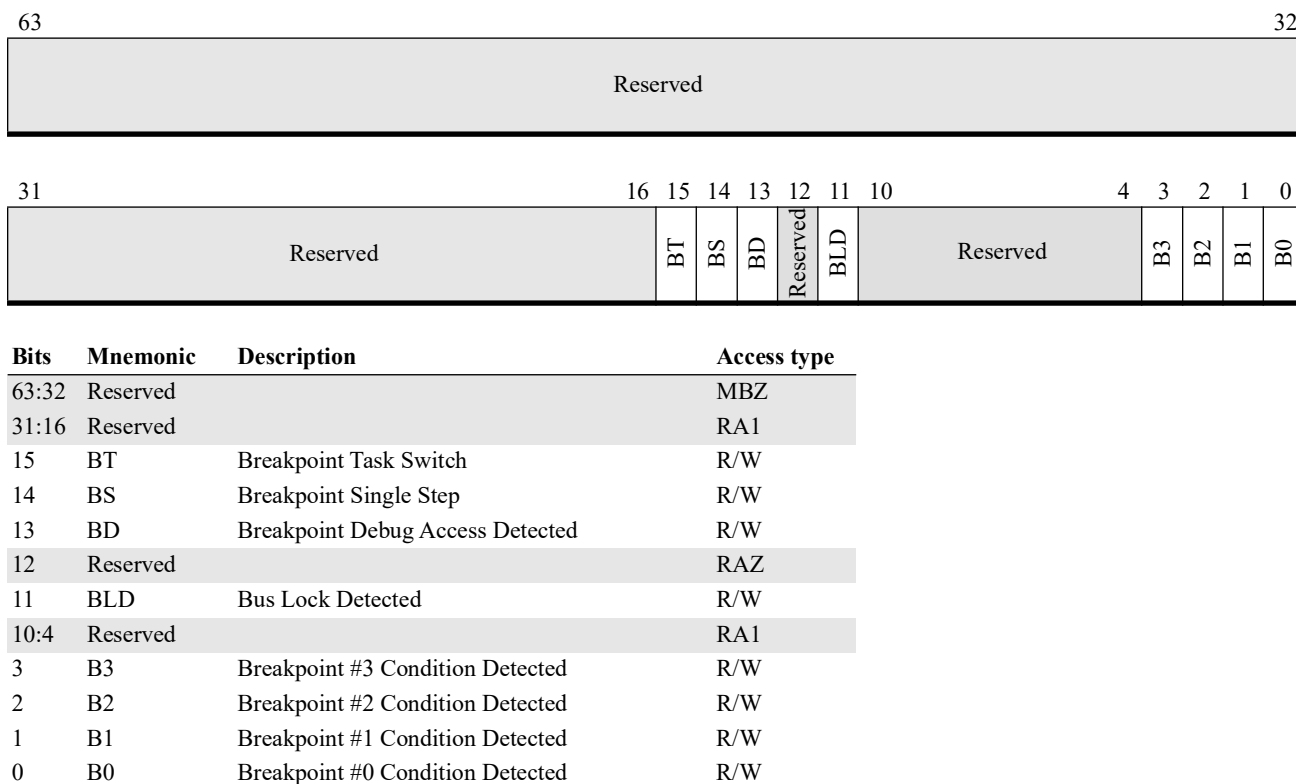 63 32
Reserved
31 16 15 14 13 12 11 10 4 3 2 1 0
Reserved BT BS BD Reserved BLD Reserved B3 B2 B1 B0
Bits Mnemonic Description Access type
63:32 Reserved MBZ
31:16 Reserved RA1
15 BT Breakpoint Task Switch R/W
14 BS Breakpoint Single Step R/W
13 BD Breakpoint Debug Access Detected R/W
12 Reserved RAZ
11 BLD Bus Lock Detected R/W
10:4 Reserved RA1
3 B3 Breakpoint #3 Condition Detected R/W
2 B2 Breakpoint #2 Condition Detected R/W
1 B1 Breakpoint #1 Condition Detected R/W
0 B0 Breakpoint #0 Condition Detected R/W